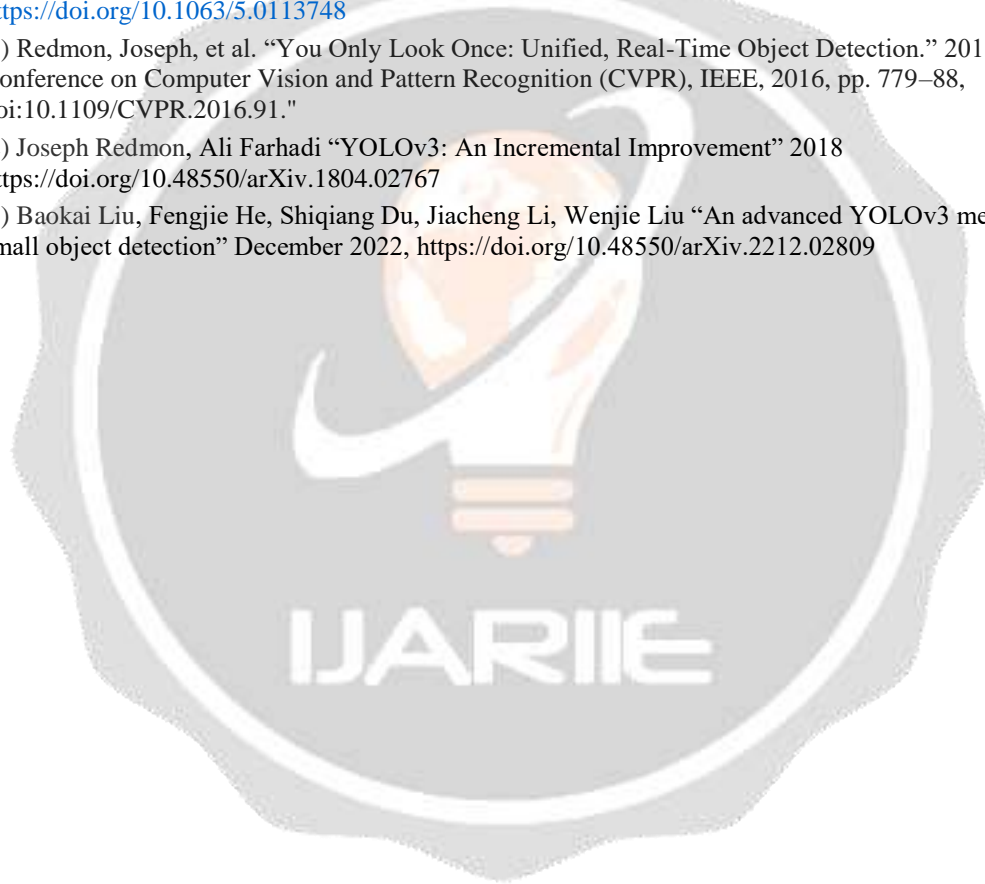 ttps://doi.org/10.1063/5.0113748
) Redmon, Joseph, et al. “You Only Look Once: Unified, Real-Time Object Detection.” 201
onference on Computer Vision and Pattern Recognition (CVPR), IEEE, 2016, pp. 779–88,
oi:10.1109/CVPR.2016.91."
) Joseph Redmon, Ali Farhadi “YOLOv3: An Incremental Improvement” 2018
ttps://doi.org/10.48550/arXiv.1804.02767
) Baokai Liu, Fengjie He, Shiqiang Du, Jiacheng Li, Wenjie Liu “An advanced YOLOv3 me
mall object detection” December 2022, https://doi.org/10.48550/arXiv.2212.02809
IJARIIE